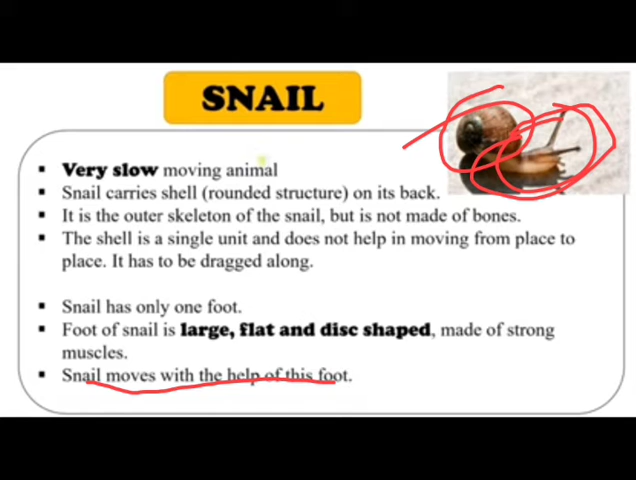 SNAIL
▪ Very slow moving animal
▪ Snail carries shell (rounded structure) on its back.
▪ It is the outer skeleton of the snail, but is not made of bones.
▪ The shell is a single unit and does not help in moving from place to
place. It has to be dragged along.
▪ Snail has only one foot.
▪ Foot of snail is large, flat and disc shaped, made of strong
muscles.
▪ Snail moves with the help of this foot.